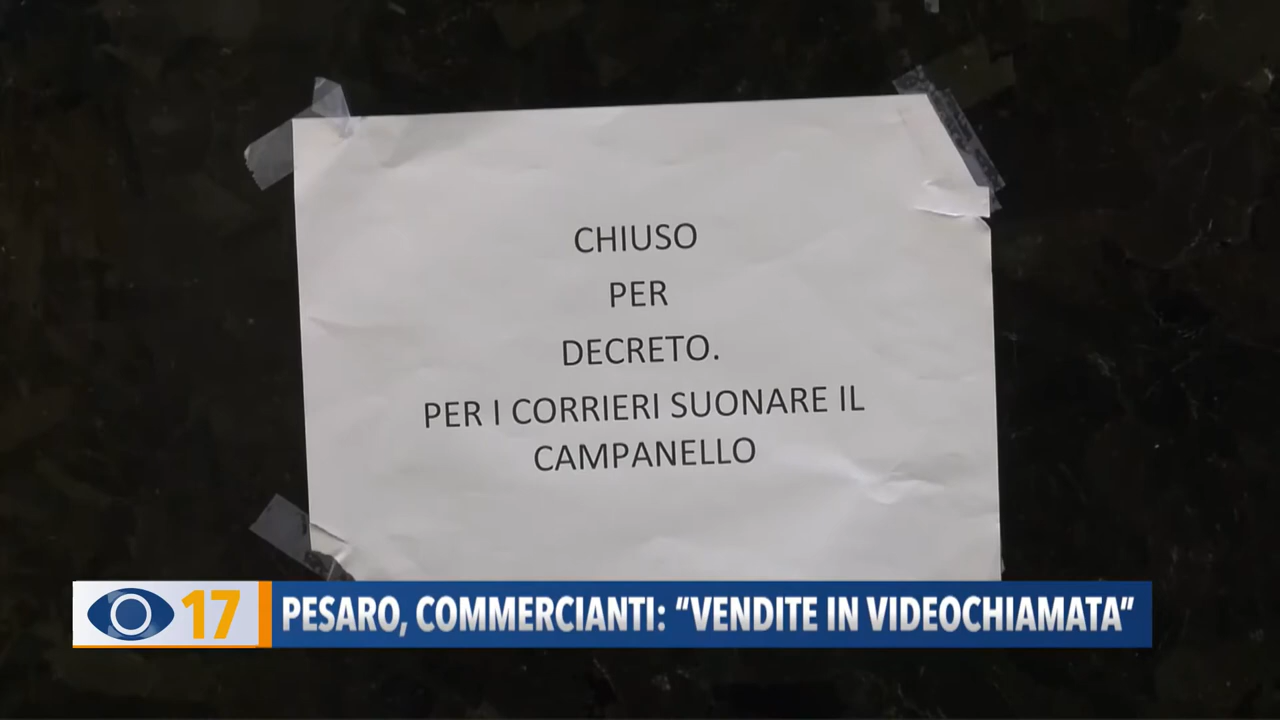 CHIUSO
PER
DECRETO.
PER I CORRIERI SUONARE IL
CAMPANELLO
17 PESARO, COMMERCIANTI: “VENDITE IN VIDEOCHIAMATA”